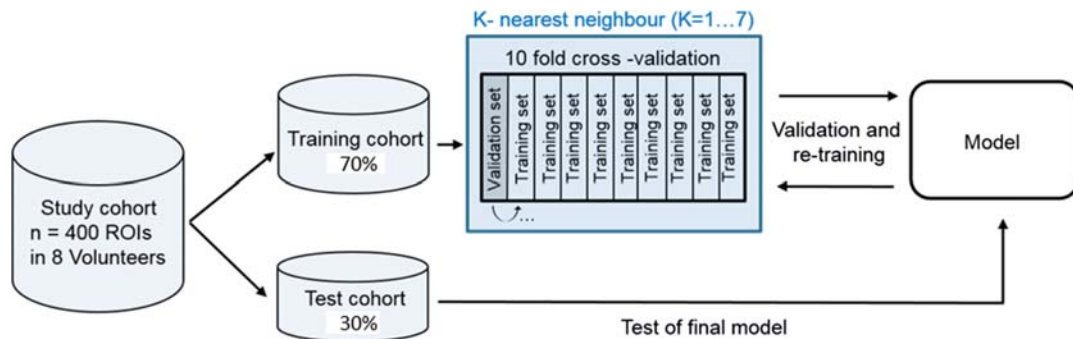 K- nearest neighbour (K=1...7)
10 fold cross -validation
Validation set
Training set
Training set
Training set
Training set
Training set
Training set
Training set
Training set
Training set
...
Training cohort
70%
Study cohort
n = 400 ROIs
in 8 Volunteers
Test cohort
30%
Validation and
re-training
Model
Test of final model